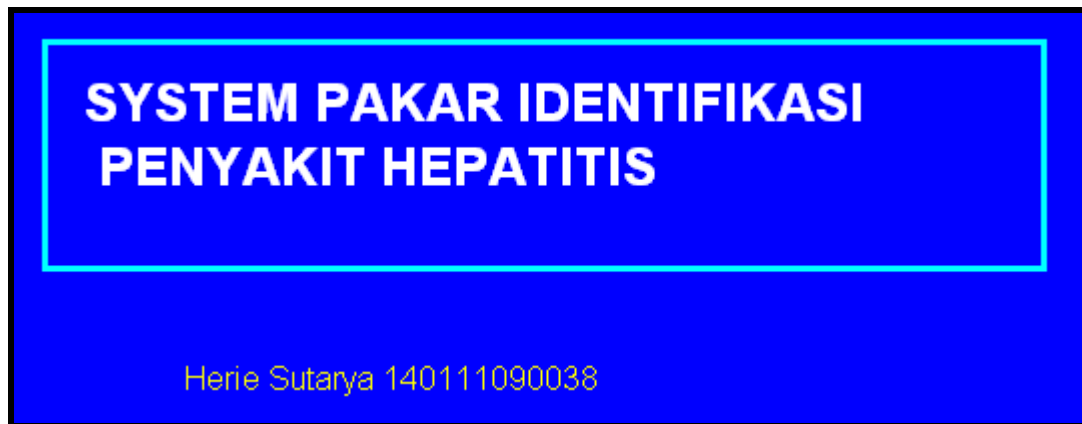 SYSTEM PAKAR IDENTIFIKASI
PENYAKIT HEPATITIS
Herie Sutarya 140111090038